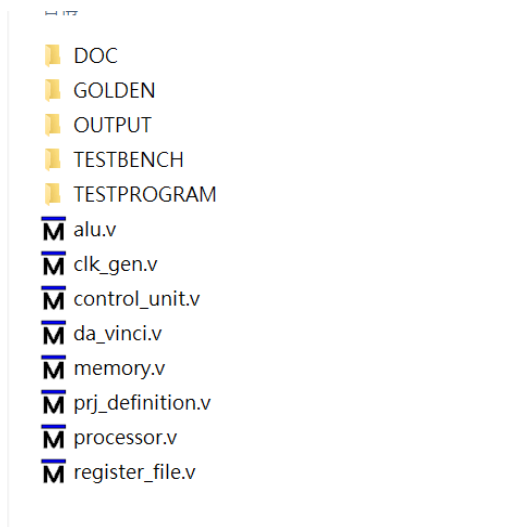 DOC
GOLDEN
OUTPUT
TESTBENCH
TESTPROGRAM
alu.v
clk_gen.v
control_unit.v
da_vinci.v
memory.v
prj_definition.v
processor.v
register_file.v